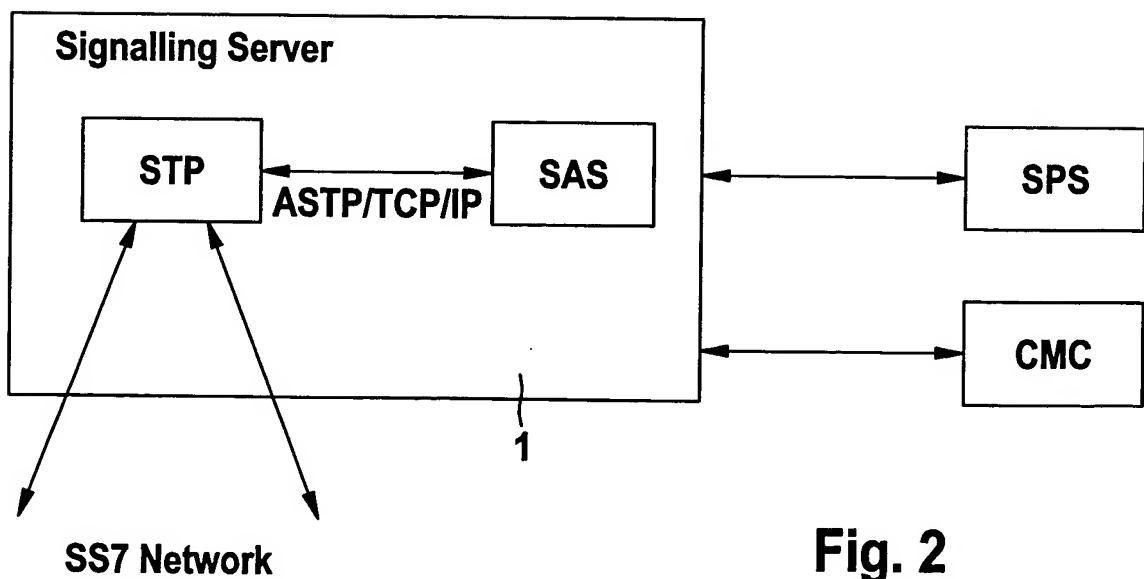 Signalling Server
STP
SAS
ASTP/TCP/IP
SPS
CMC
1
SS7 Network
Fig. 2